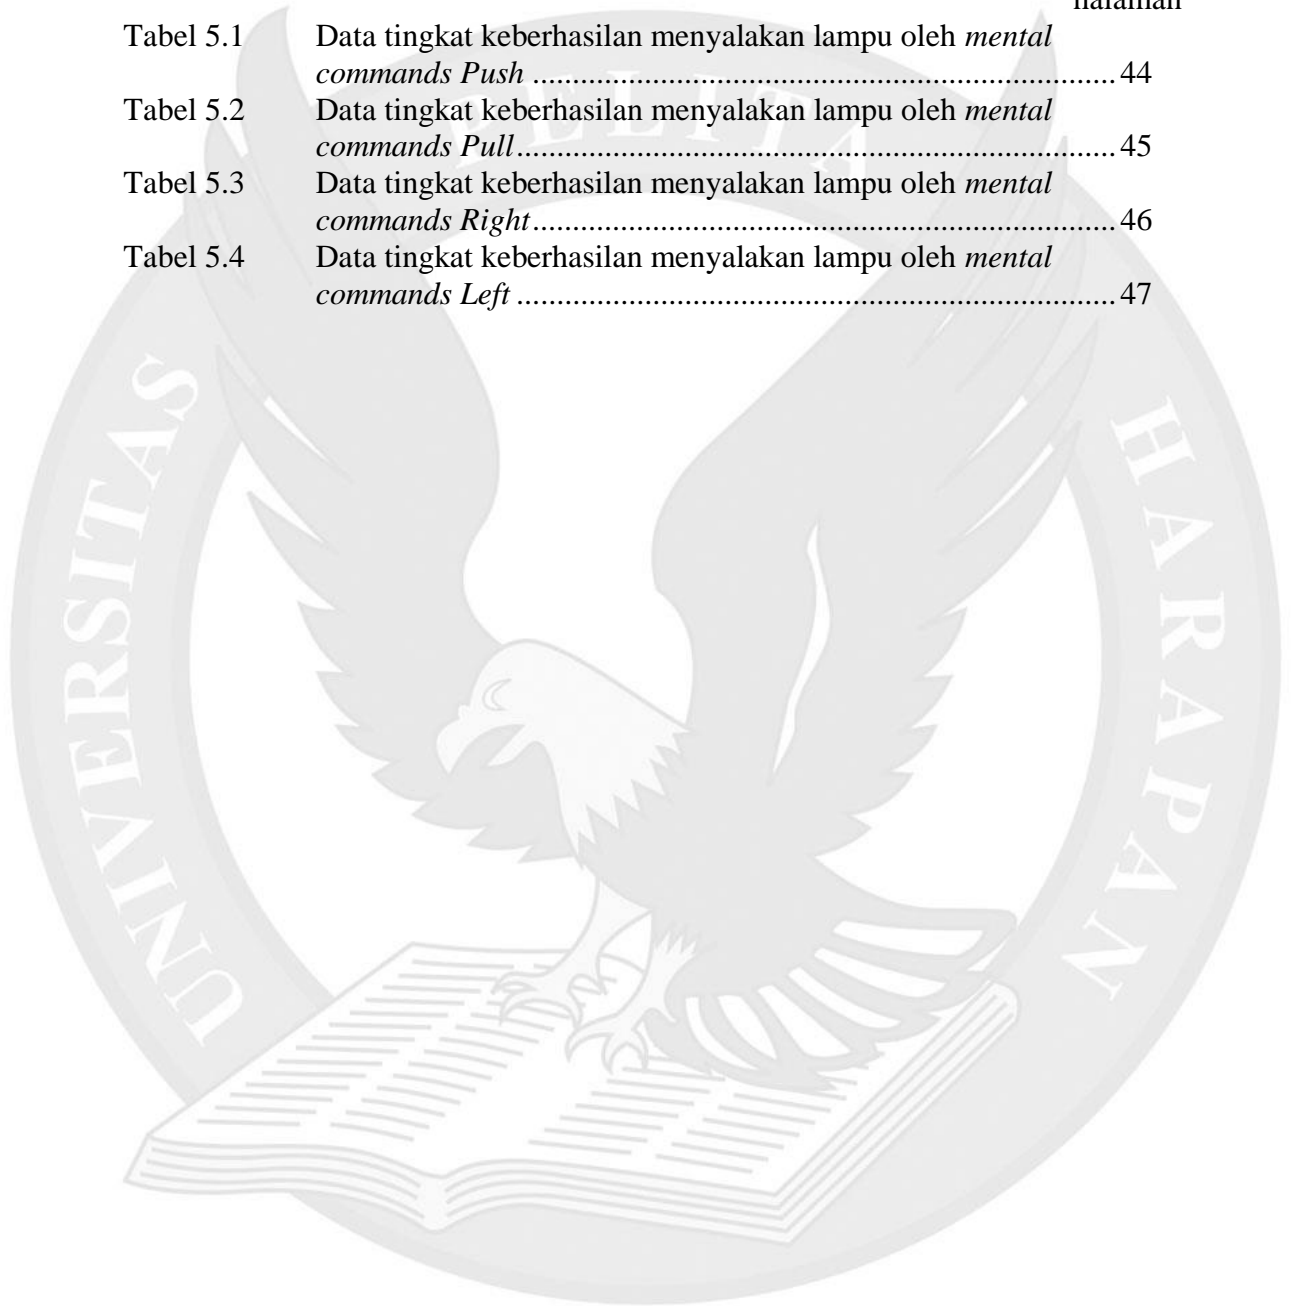 halaman
Tabel 5.1 Data tingkat keberhasilan menyalakan lampu oleh mental
commands Push ........................................................................ 44
Tabel 5.2 Data tingkat keberhasilan menyalakan lampu oleh mental
commands Pull .......................................................................... 45
Tabel 5.3 Data tingkat keberhasilan menyalakan lampu oleh mental
commands Right ........................................................................ 46
Tabel 5.4 Data tingkat keberhasilan menyalakan lampu oleh mental
commands Left .......................................................................... 47
UNIVERSITAS
PELITA
HARAPAN